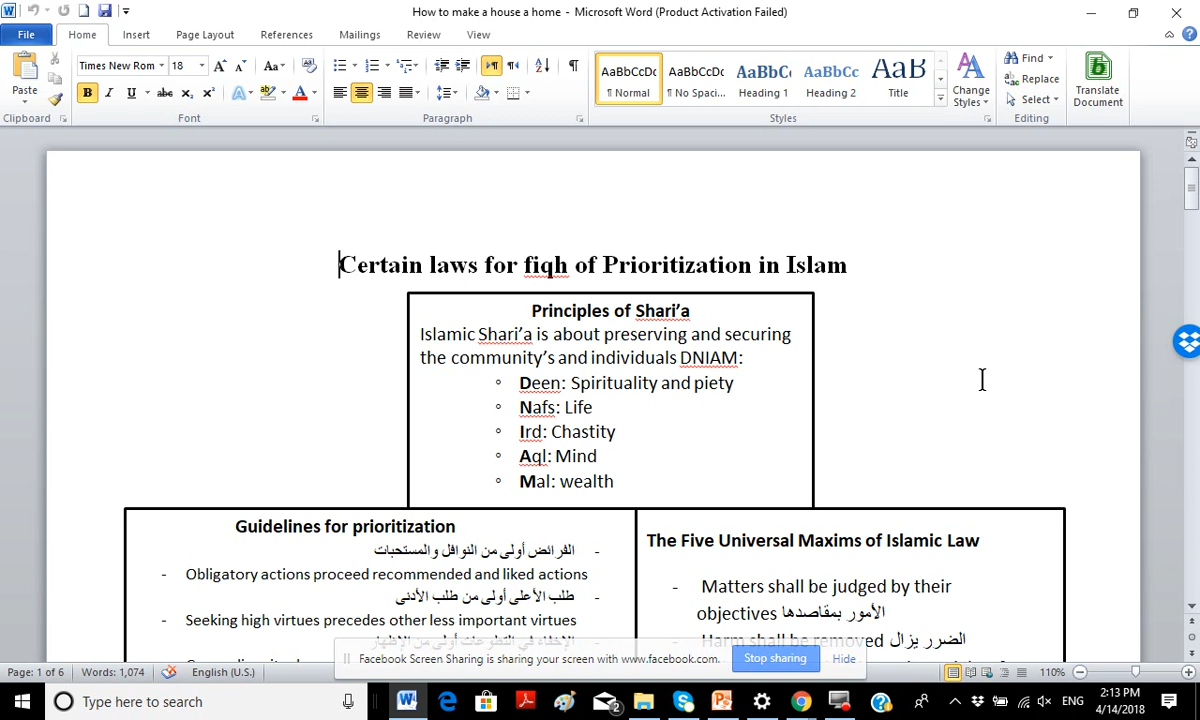 How to make a house a home - Microsoft Word (Product Activation Failed)
File Home Insert Page Layout References Mailings Review View
Times New Rom 18
Paste
Clipboard
Font
Paragraph
AaBbCcDc AaBbCcDc AaBbC AaBbCc AaB
¶ Normal ¶ No Spaci... Heading 1 Heading 2 Title
Styles
Change
Styles
Find
Replace
Select
Editing
Translate
Document
Certain laws for fiqh of Prioritization in Islam
Principles of Shari’a
Islamic Shari’a is about preserving and securing
the community’s and individuals DNIAM:
Deen: Spirituality and piety
Nafs: Life
Ird: Chastity
Aql: Mind
Mal: wealth
Guidelines for prioritization
- الفرائض أولى من النوافل والمستحبات
- Obligatory actions proceed recommended and liked actions
- طلب الأعلى أولى من طلب الأدنى
- Seeking high virtues precedes other less important virtues
الإخفاء في التطوعات أولى من الإظهار
The Five Universal Maxims of Islamic Law
- Matters shall be judged by their
objectives الأمور بمقاصدها
Harm shall be removed الضرر يزال
Facebook Screen Sharing is sharing your screen with www.facebook.com.
Stop sharing
Hide
Page: 1 of 6 Words: 1,074 English (U.S.) 110%
Type here to search
2
ENG
2:13 PM
4/14/2018